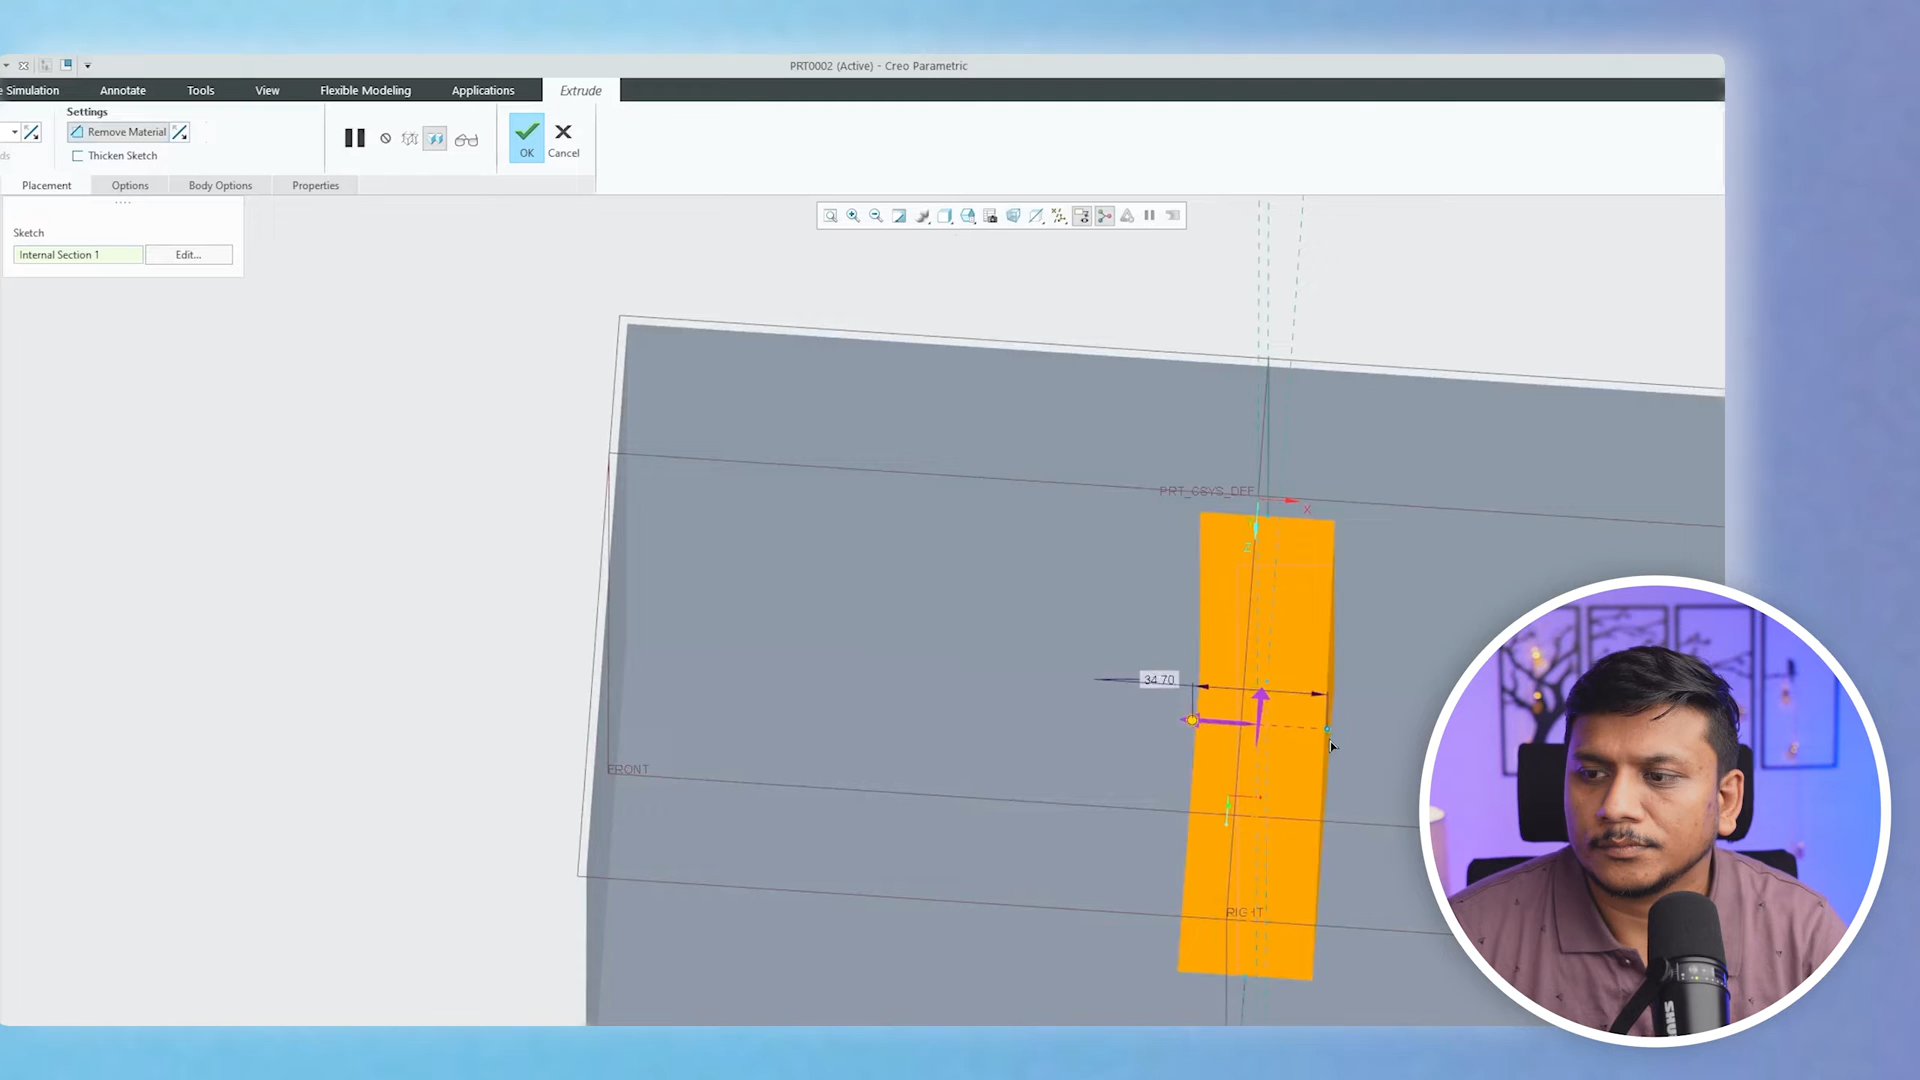 PRT0002 (Active) - Creo Parametric
Simulation Annotate Tools View Flexible Modeling Applications Extrude
Settings
Remove Material
Thicken Sketch
OK Cancel
Placement Options Body Options Properties
Sketch
Internal Section 1 Edit...
PRT_CSYS_DEF
X
Z
34.70
FRONT
RIGHT